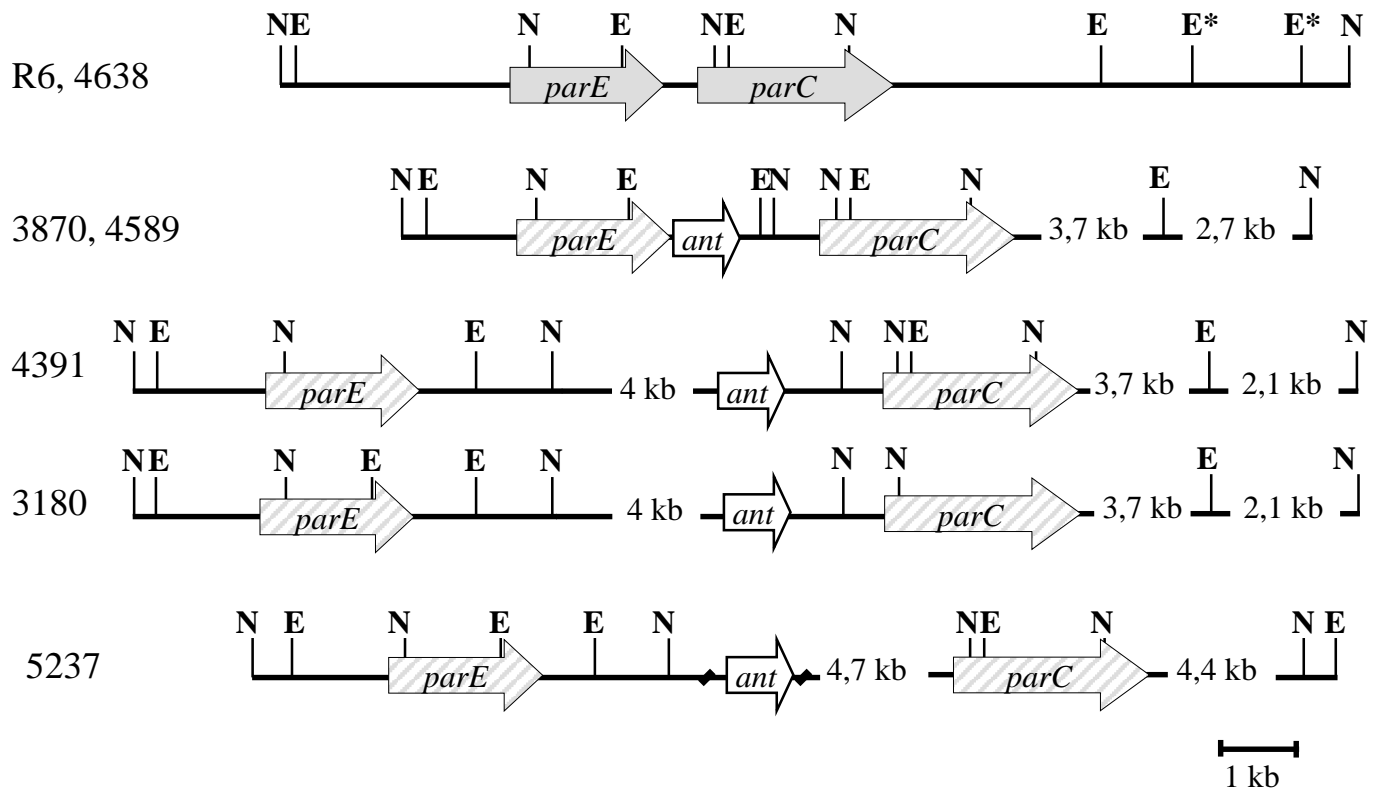 N E N E N E N E E* E* N
R6, 4638 parE parC
N E N E E N N E N E N
3870, 4589 parE ant parC 3,7 kb 2,7 kb
N E N E N N N E N E N
4391 parE 4 kb ant parC 3,7 kb 2,1 kb
N E N E E N N N E N
3180 parE 4 kb ant parC 3,7 kb 2,1 kb
N E N E E N N E N N E
5237 parE ant 4,7 kb parC 4,4 kb
1 kb